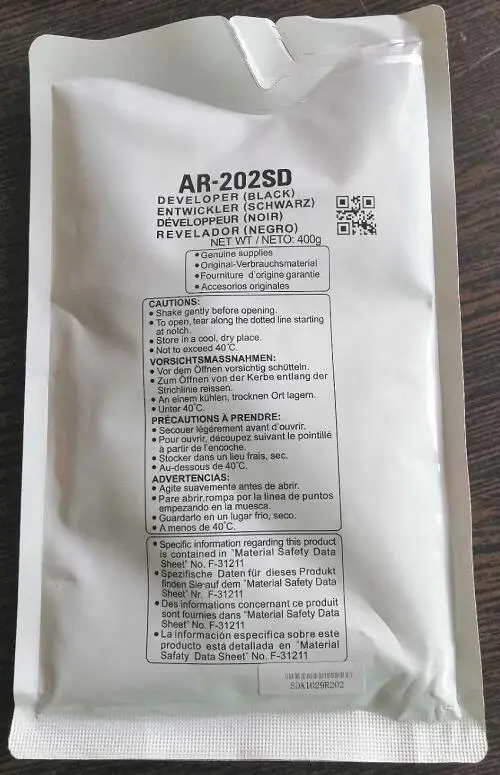 AR-202SD
DEVELOPER (BLACK)
ENTWICKLER (SCHWARZ)
DÉVELOPPEUR (NOIR)
REVELADOR (NEGRO)
NET WT / NETO: 400g
• Genuine supplies
• Original-Verbrauchsmaterial
• Fourniture d'origine garantie
• Accesorios originales
CAUTIONS:
• Shake gently before opening.
• To open, tear along the dotted line starting
at notch.
• Store in a cool, dry place.
• Not to exceed 40°C.
VORSICHTSMASSNAHMEN:
• Vor dem Öffnen vorsichtig schütteln.
• Zum Öffnen von der Kerbe entlang der
Strichlinie reissen.
• An einem kühlen, trocknen Ort lagern.
• Unter 40°C.
PRÉCAUTIONS À PRENDRE:
• Secouer légérement avant d'ouvrir.
• Pour ouvrir, découpez suivant le pointillé
à partir de l'encoche.
• Stocker dans un lieu frais, sec.
• Au-dessous de 40°C.
ADVERTENCIAS:
• Agite suavemente antes de abrir.
• Pare abrir,rompa por la linea de puntos
empezando en la muesca.
• Guardarlo en un lugar frio, seco.
• A menos de 40°C.
• Specific information regarding this product
is contained in "Material Safety Data
Sheet" No. F-31211
• Spezifische Daten für dieses Produkt
finden Sie auf dem "Material Safety Data
Sheet" Nr. F-31211
• Des informations concernant ce produit
sont fournies dans "Material Safety Data
Sheet" No. F-31211
• La información especifica sobre este
producto está detallada en "Material
Safaty Data Sheet" No. F-31211
SDA1029R202